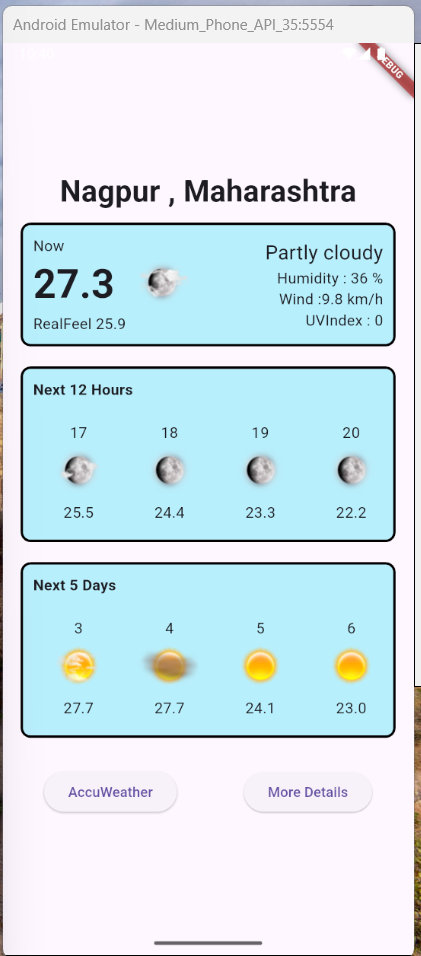 Android Emulator - Medium_Phone_API_35:5554
Nagpur , Maharashtra
Now
27.3
RealFeel 25.9
Partly cloudy
Humidity : 36 %
Wind :9.8 km/h
UVIndex : 0
Next 12 Hours
17 18 19 20
25.5 24.4 23.3 22.2
Next 5 Days
3 4 5 6
27.7 27.7 24.1 23.0
AccuWeather More Details